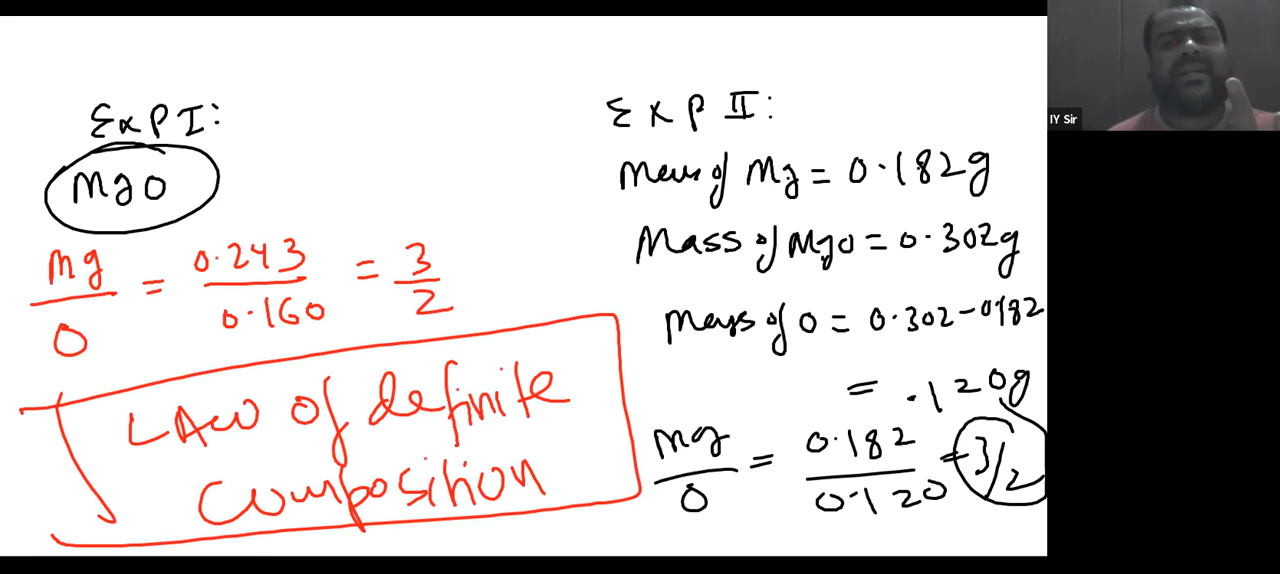 Exp I:
MgO
Mg/O = 0.243/0.160 = 3/2
LAW of definite
composition
Exp II:
Mass of Mg = 0.182g
Mass of MgO = 0.302g
Mass of O = 0.302-0182
= .120g
Mg/O = 0.182/0.120 = 3/2
IY Sir